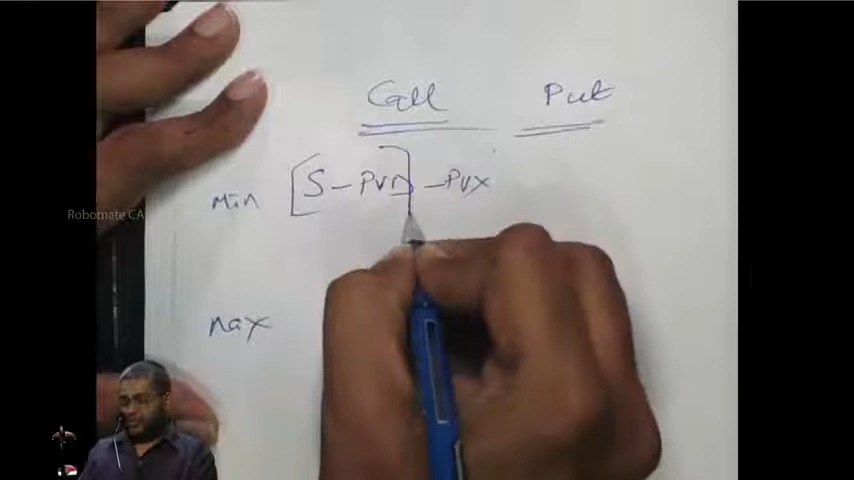 Call Put
Min [S - PVD] - PVX
Robomate CA
max